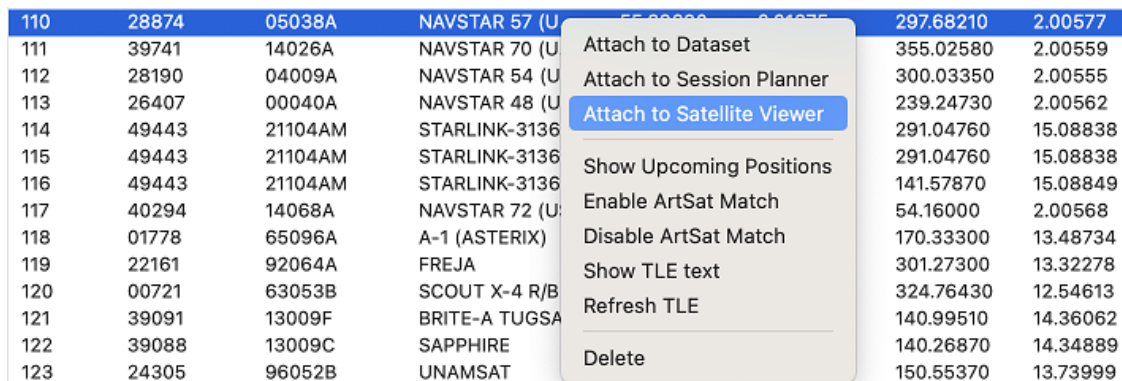 110 28874 05038A NAVSTAR 57 (U 297.68210 2.00577
111 39741 14026A NAVSTAR 70 (U 355.02580 2.00559
112 28190 04009A NAVSTAR 54 (U 300.03350 2.00555
113 26407 00040A NAVSTAR 48 (U 239.24730 2.00562
114 49443 21104AM STARLINK-3136 291.04760 15.08838
115 49443 21104AM STARLINK-3136 291.04760 15.08838
116 49443 21104AM STARLINK-3136 141.57870 15.08849
117 40294 14068A NAVSTAR 72 (US 54.16000 2.00568
118 01778 65096A A-1 (ASTERIX) 170.33300 13.48734
119 22161 92064A FREJA 301.27300 13.32278
120 00721 63053B SCOUT X-4 R/B 324.76430 12.54613
121 39091 13009F BRITE-A TUGSA 140.99510 14.36062
122 39088 13009C SAPPHIRE 140.26870 14.34889
123 24305 96052B UNAMSAT 150.55370 13.73999
Attach to Dataset
Attach to Session Planner
Attach to Satellite Viewer
Show Upcoming Positions
Enable ArtSat Match
Disable ArtSat Match
Show TLE text
Refresh TLE
Delete